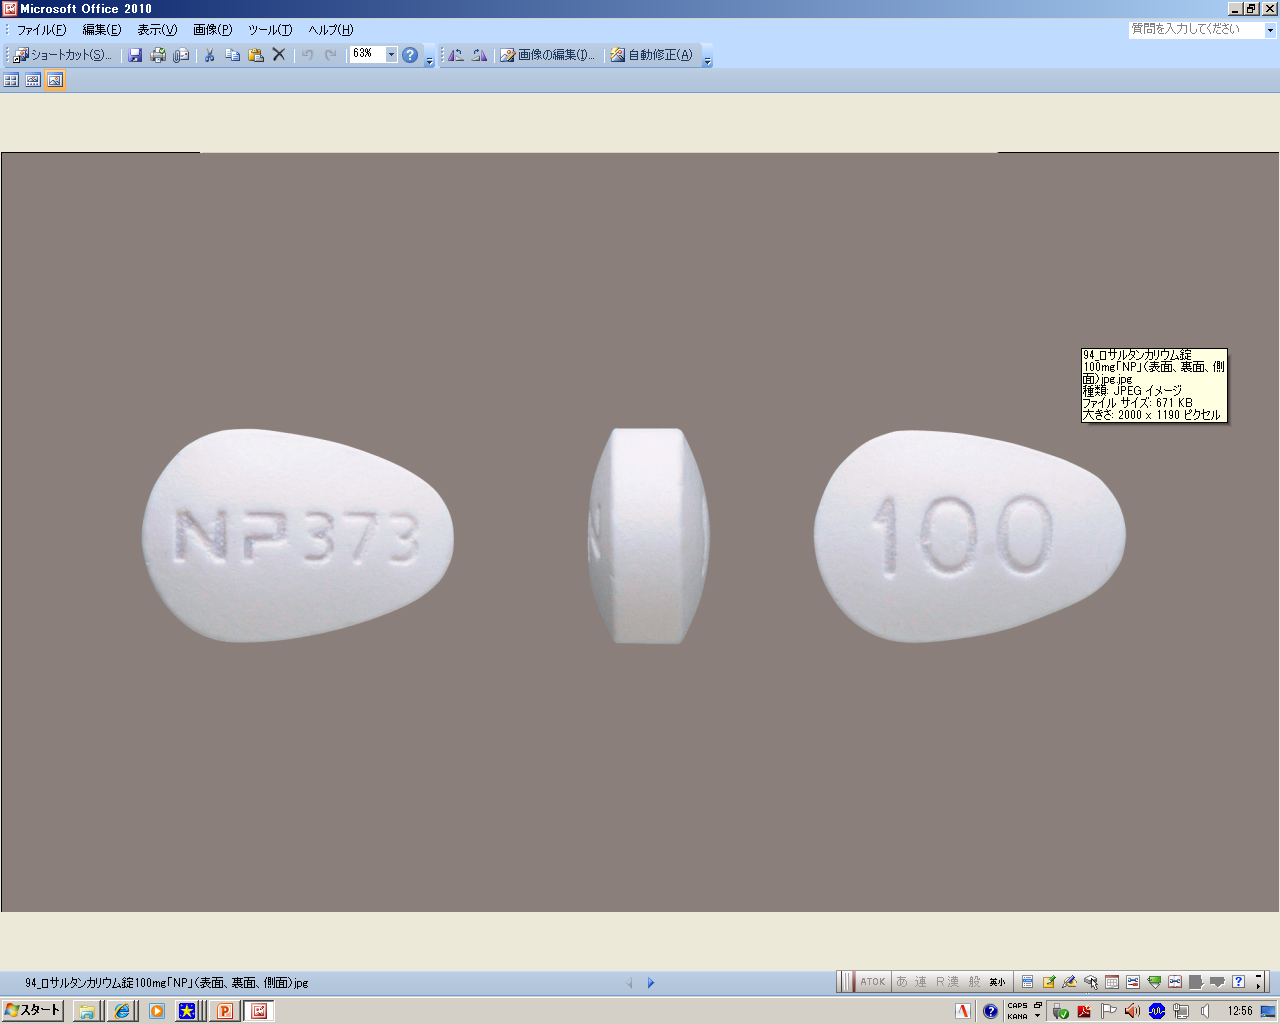 Microsoft Office 2010
ファイル(F) 編集(E) 表示(V) 画像(P) ツール(T) ヘルプ(H)
質問を入力してください
ショートカット(S)... 63% 画像の編集(I)... 自動修正(A)
94_ロサルタンカリウム錠
100mg「NP」(表面、裏面、側
面)jpg.jpg
種類: JPEG イメージ
ファイル サイズ: 671 KB
大きさ: 2000 x 1190 ピクセル
NP373
N
100
94_ロサルタンカリウム錠100mg「NP」(表面、裏面、側面)jpg
ATOK あ 連 R漢 般 英小
スタート
CAPS
KANA
12:56